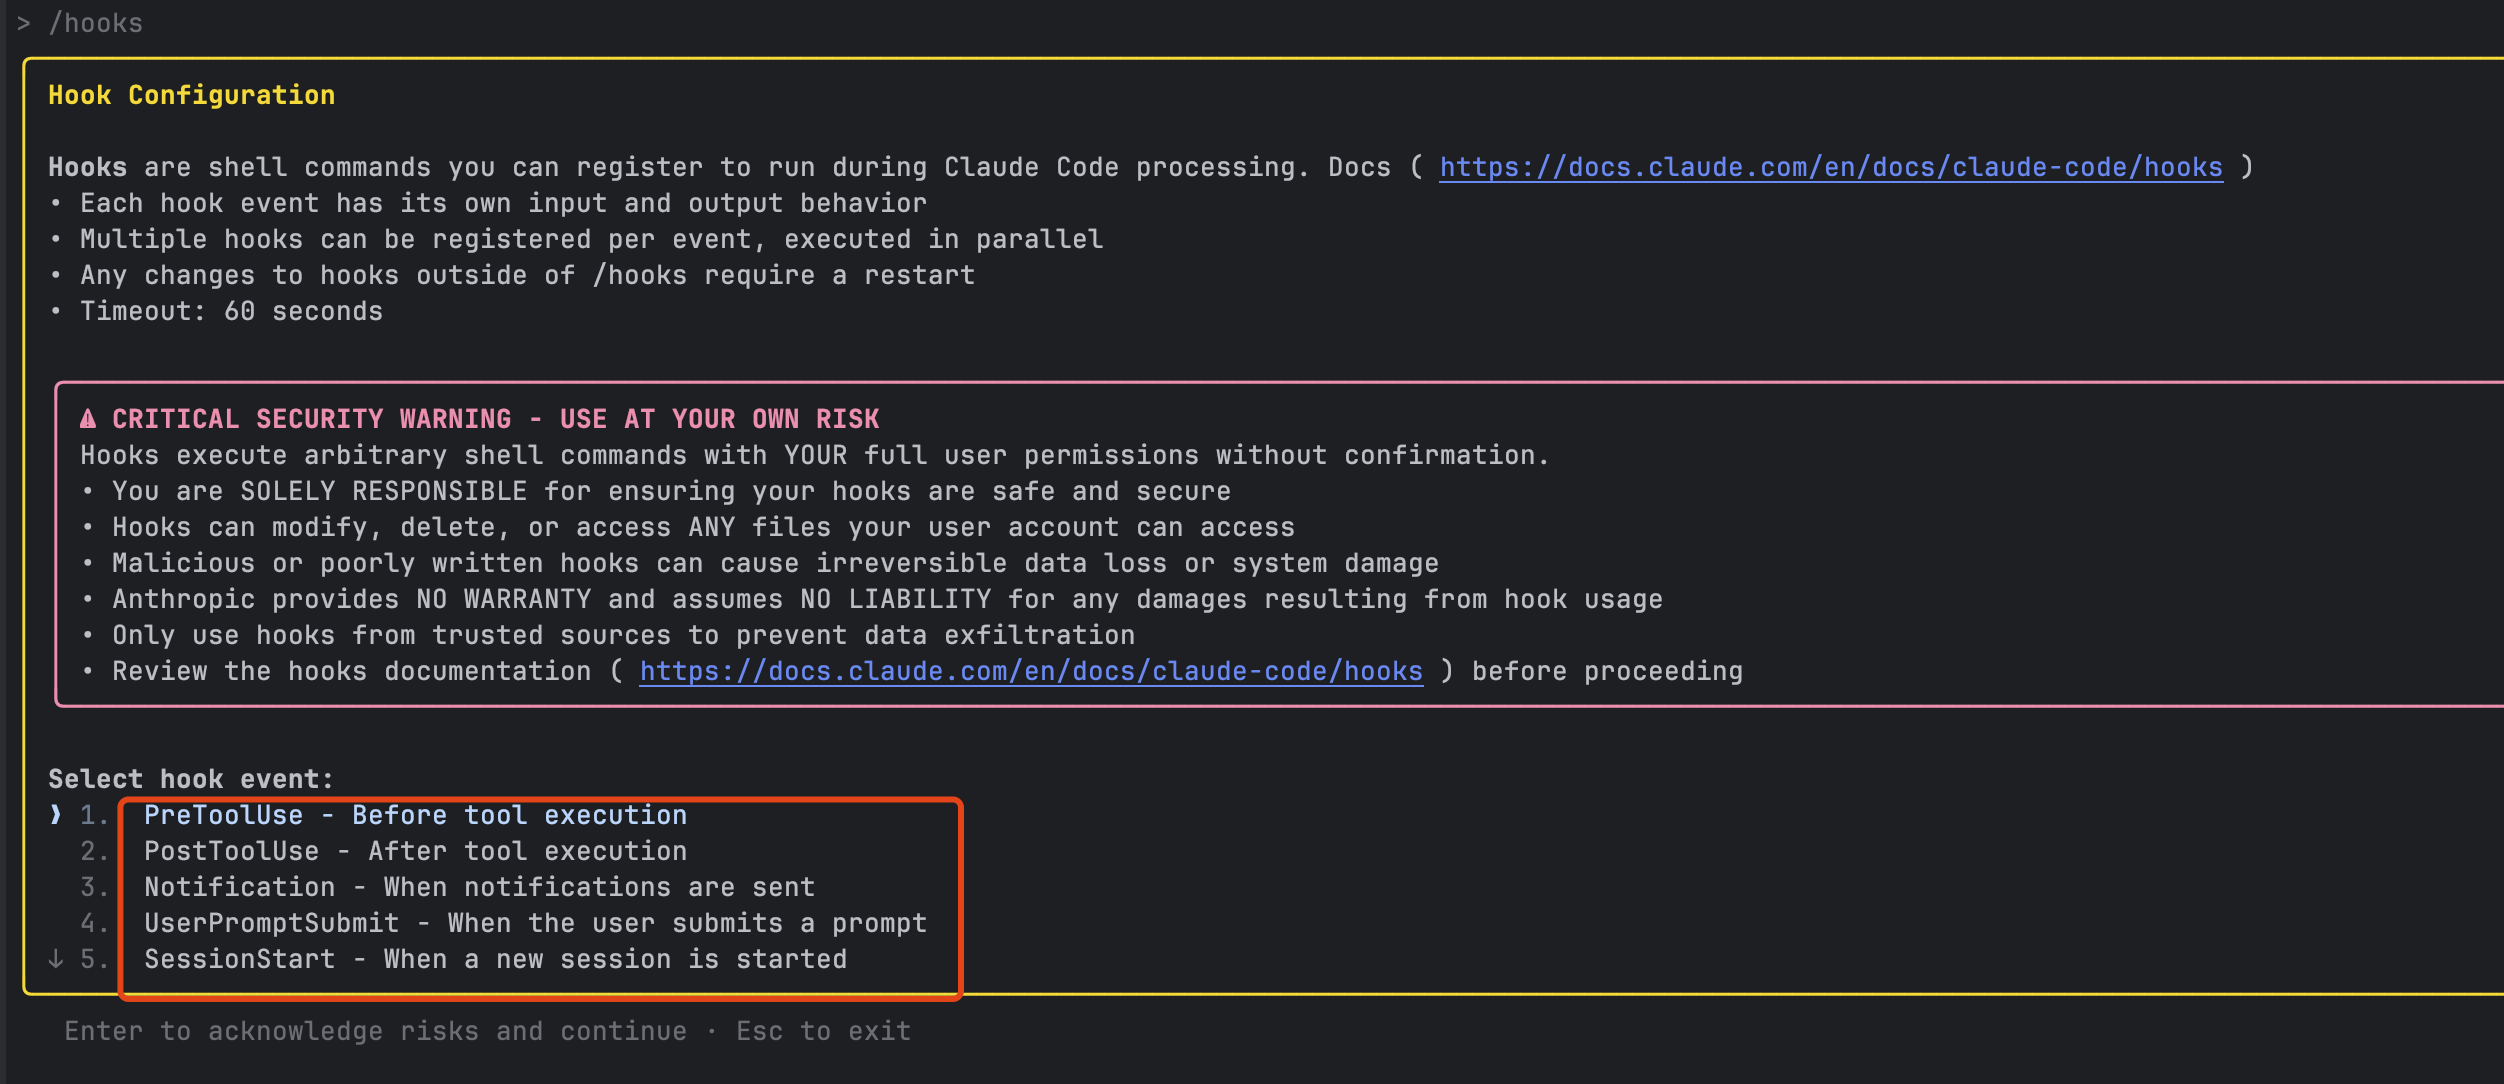 > /hooks
Hook Configuration
Hooks are shell commands you can register to run during Claude Code processing. Docs ( https://docs.claude.com/en/docs/claude-code/hooks )
• Each hook event has its own input and output behavior
• Multiple hooks can be registered per event, executed in parallel
• Any changes to hooks outside of /hooks require a restart
• Timeout: 60 seconds
⚠ CRITICAL SECURITY WARNING - USE AT YOUR OWN RISK
Hooks execute arbitrary shell commands with YOUR full user permissions without confirmation.
• You are SOLELY RESPONSIBLE for ensuring your hooks are safe and secure
• Hooks can modify, delete, or access ANY files your user account can access
• Malicious or poorly written hooks can cause irreversible data loss or system damage
• Anthropic provides NO WARRANTY and assumes NO LIABILITY for any damages resulting from hook usage
• Only use hooks from trusted sources to prevent data exfiltration
• Review the hooks documentation ( https://docs.claude.com/en/docs/claude-code/hooks ) before proceeding
Select hook event:
❯ 1. PreToolUse - Before tool execution
2. PostToolUse - After tool execution
3. Notification - When notifications are sent
4. UserPromptSubmit - When the user submits a prompt
↓ 5. SessionStart - When a new session is started
Enter to acknowledge risks and continue · Esc to exit